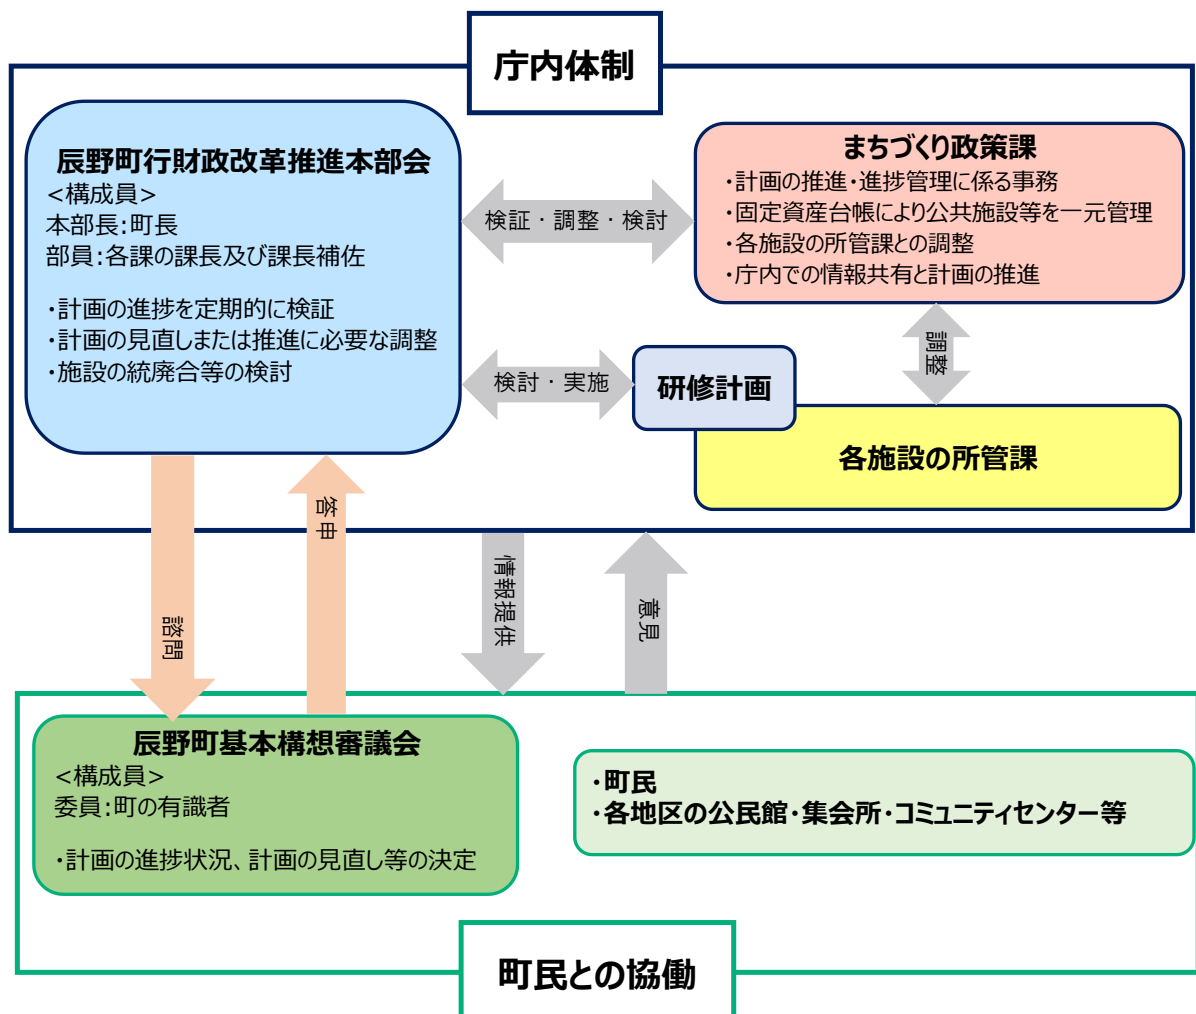 庁内体制
辰野町行財政改革推進本部会
<構成員>
本部長:町長
部員:各課の課長及び課長補佐
・計画の進捗を定期的に検証
・計画の見直しまたは推進に必要な調整
・施設の統廃合等の検討
検証・調整・検討
まちづくり政策課
・計画の推進・進捗管理に係る事務
・固定資産台帳により公共施設等を一元管理
・各施設の所管課との調整
・庁内での情報共有と計画の推進
調整
検討・実施
研修計画
各施設の所管課
諮問
答申
情報提供
意見
辰野町基本構想審議会
<構成員>
委員:町の有識者
・計画の進捗状況、計画の見直し等の決定
・町民
・各地区の公民館・集会所・コミュニティセンター等
町民との協働